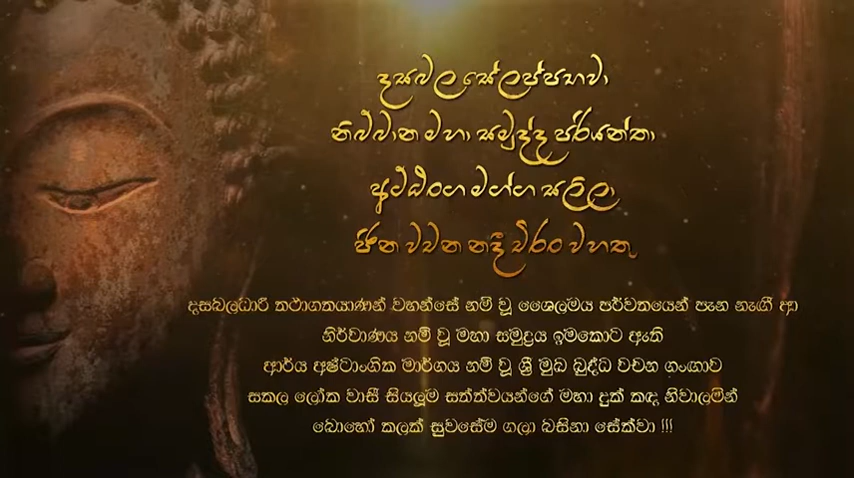 දසබල සේලප්පභවා
නිබ්බාන මහා සමුද්ද පරියන්තා
අට්ඨංග මග්ග සලිලා
ජින වචන නදී චිරං වහතු
දසබලධාරී තථාගතයාණන් වහන්සේ නම් වූ ශෛලමය පර්වතයෙන් පැන නැඟී ආ
නිර්වාණය නම් වූ මහා සමුද්‍රය ඉමකොට ඇති
ආර්ය අෂ්ටාංගික මාර්ගය නම් වූ ශ්‍රී මුඛ බුද්ධ වචන ගංඟාව
සකල ලෝක වාසී සියලුම සත්ත්වයන්ගේ මහා දුක් කඳු නිවාලමින්
බොහෝ කලක් සුවසේම ගලා බසිනා සේක්වා !!!